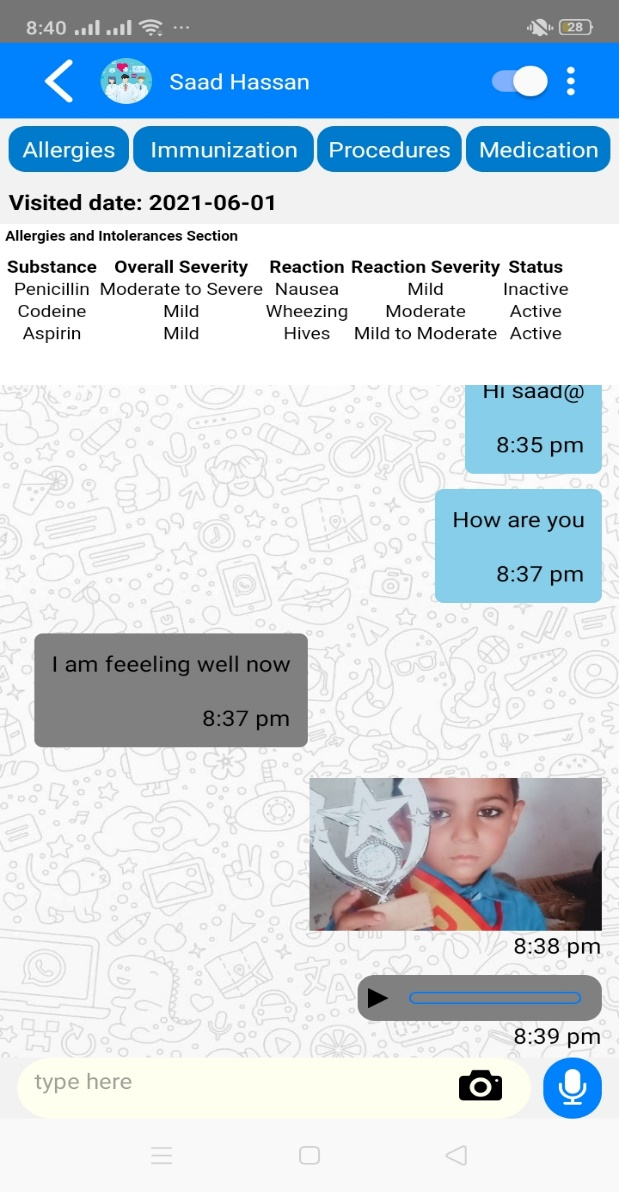 8:40 ... 28
Saad Hassan
Allergies Immunization Procedures Medication
Visited date: 2021-06-01
Allergies and Intolerances Section
Substance Overall Severity Reaction Reaction Severity Status
Penicillin Moderate to Severe Nausea Mild Inactive
Codeine Mild Wheezing Moderate Active
Aspirin Mild Hives Mild to Moderate Active
Hi saad@
8:35 pm
How are you
8:37 pm
I am feeeling well now
8:37 pm
8:38 pm
8:39 pm
type here